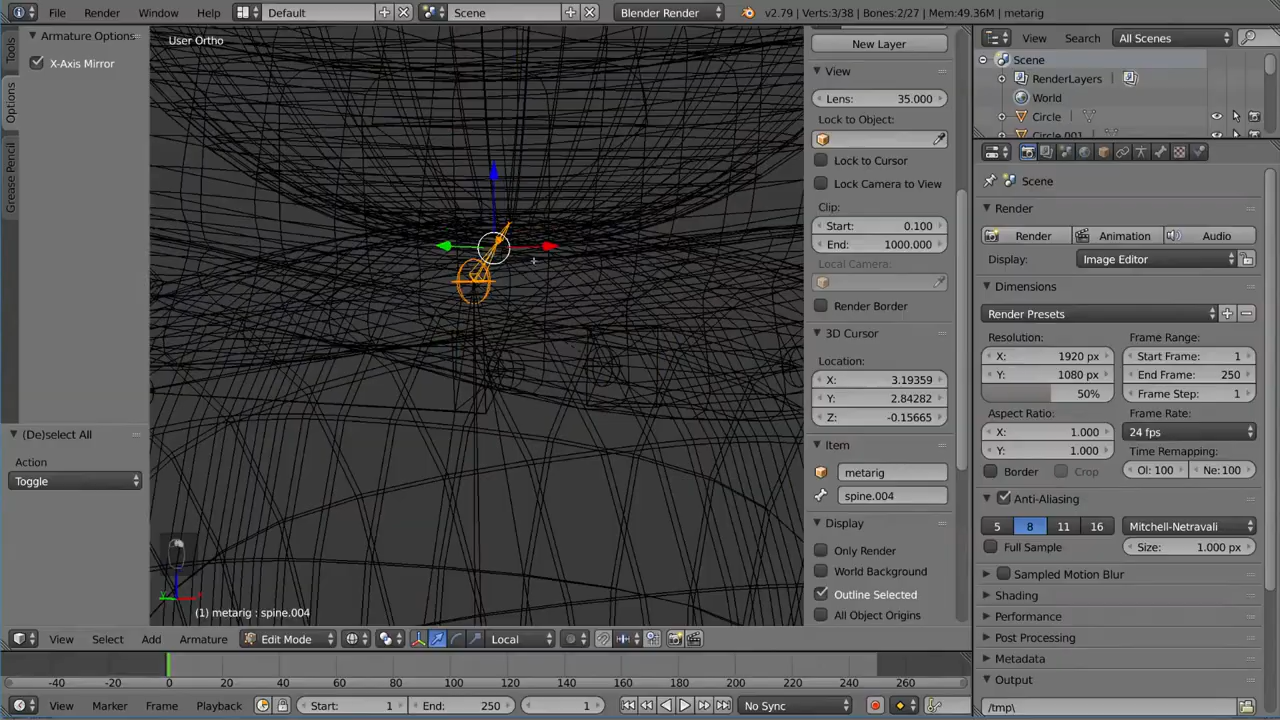 File Render Window Help Default Scene Blender Render v2.79 | Verts:3/38 | Bones:2/27 | Mem:49.36M | metarig
Tools
Options
Grease Pencil
Armature Options
X-Axis Mirror
(De)select All
Action
Toggle
User Ortho
(1) metarig : spine.004
New Layer
View
Lens: 35.000
Lock to Object:
Lock to Cursor
Lock Camera to View
Clip:
Start: 0.100
End: 1000.000
Local Camera:
Render Border
3D Cursor
Location:
X: 3.19359
Y: 2.84282
Z: -0.15665
Item
metarig
spine.004
Display
Only Render
World Background
Outline Selected
All Object Origins
View Select Add Armature Edit Mode Local
-40 -20 0 20 40 60 80 100 120 140 160 180 200 220 240 260
View Marker Frame Playback Start: 1 End: 250 1 No Sync
View Search All Scenes
Scene
RenderLayers
World
Circle
Circle.001
Scene
Render
Render Animation Audio
Display: Image Editor
Dimensions
Render Presets
Resolution: Frame Range:
X: 1920 px Start Frame: 1
Y: 1080 px End Frame: 250
50% Frame Step: 1
Aspect Ratio: Frame Rate:
X: 1.000 24 fps
Y: 1.000 Time Remapping:
Border Crop Ol: 100 Ne: 100
Anti-Aliasing
5 8 11 16 Mitchell-Netravali
Full Sample Size: 1.000 px
Sampled Motion Blur
Shading
Performance
Post Processing
Metadata
Output
/tmp\